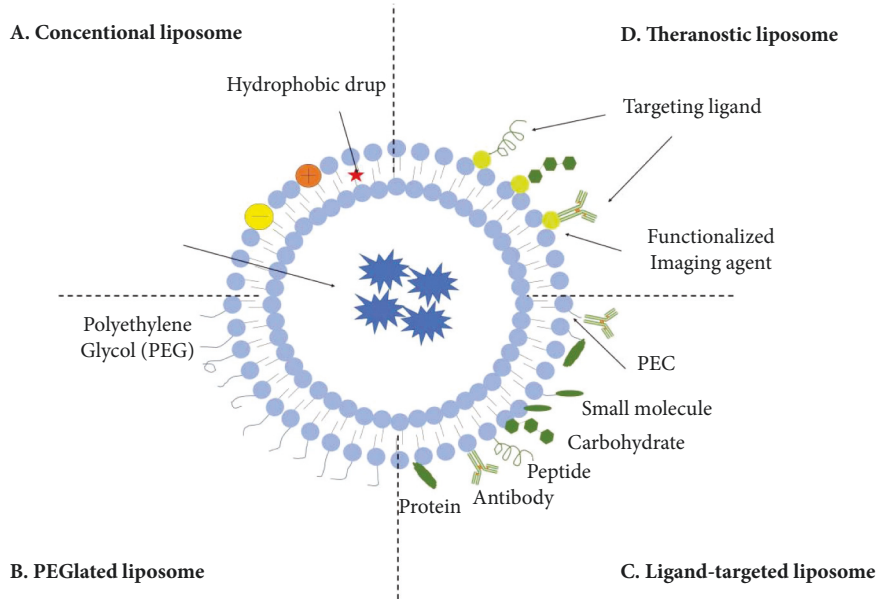 A. Concentional liposome
D. Theranostic liposome
Hydrophobic drup
Targeting ligand
+
−
Functionalized
Imaging agent
Polyethylene
Glycol (PEG)
PEC
Small molecule
Carbohydrate
Peptide
Antibody
Protein
B. PEGlated liposome
C. Ligand-targeted liposome